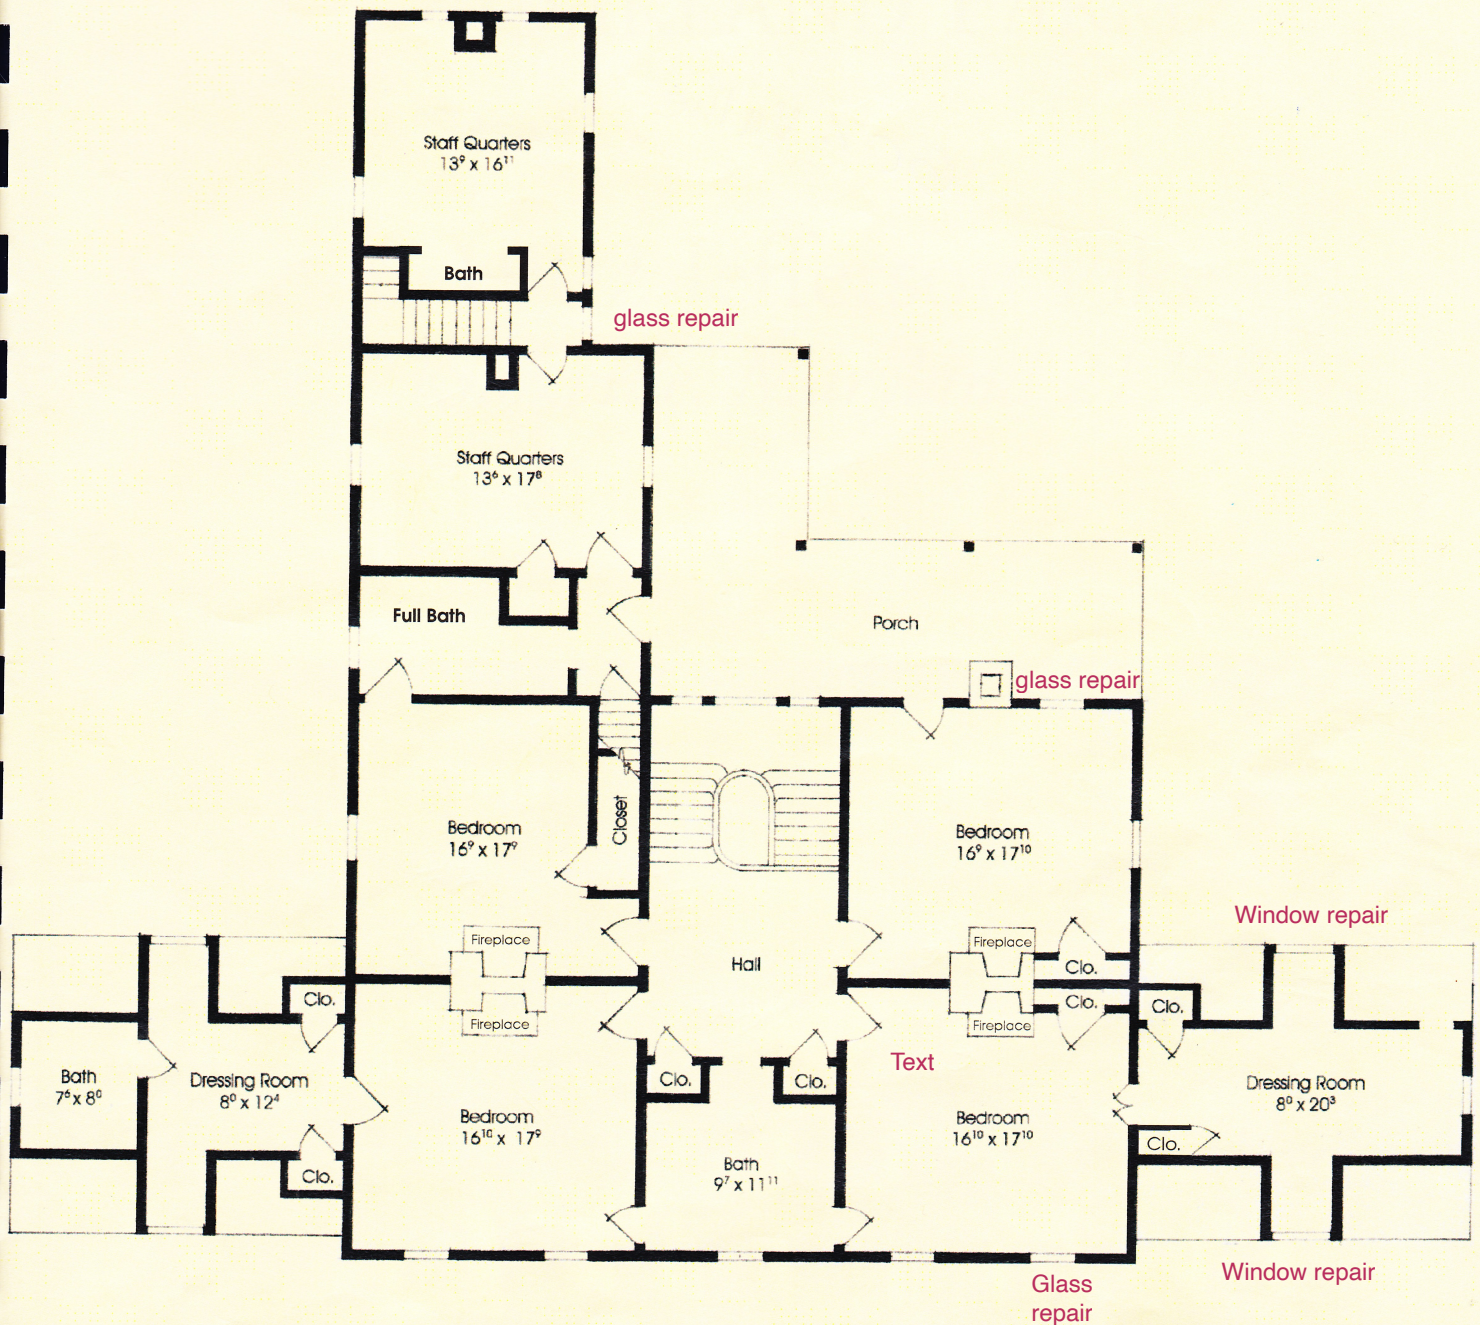 Staff Quarters
13⁹ x 16¹¹
Bath
glass repair
Staff Quarters
13⁶ x 17⁸
Full Bath
Porch
glass repair
Closet
Bedroom
16⁹ x 17⁹
Bedroom
16⁹ x 17¹⁰
Window repair
Fireplace
Fireplace
Hall
Clo.
Clo.
Clo.
Clo.
Fireplace
Fireplace
Text
Bath
7⁶ x 8⁰
Dressing Room
8⁰ x 12⁴
Clo.
Clo.
Dressing Room
8⁰ x 20³
Bedroom
16¹⁰ x 17⁹
Bedroom
16¹⁰ x 17¹⁰
Clo.
Clo.
Bath
9⁷ x 11¹¹
Window repair
Glass
repair